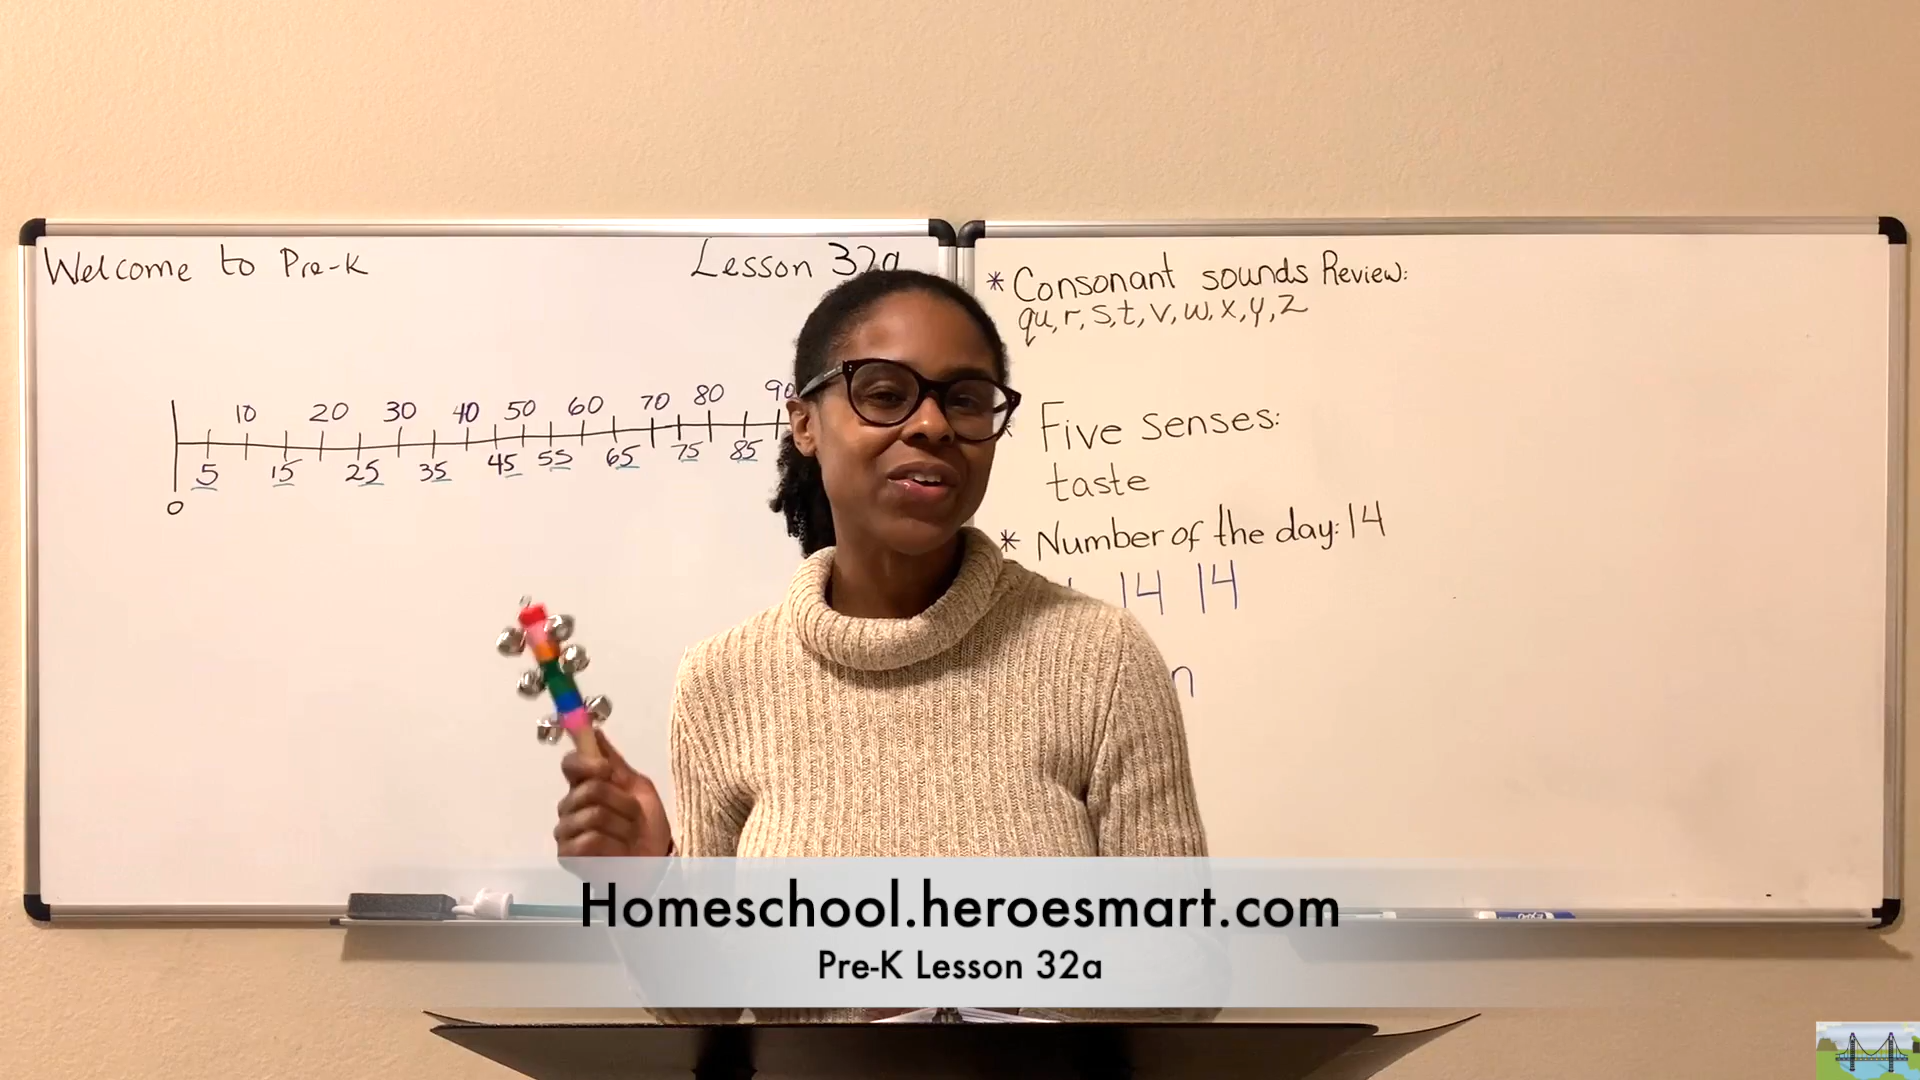 Welcome to Pre-K
Lesson 32a
10 20 30 40 50 60 70 80 90
5 15 25 35 45 55 65 75 85
0
* Consonant sounds Review:
qu, r, s, t, v, w, x, y, z
Five senses:
taste
* Number of the day: 14
14 14
n
Homeschool.heroesmart.com
Pre-K Lesson 32a